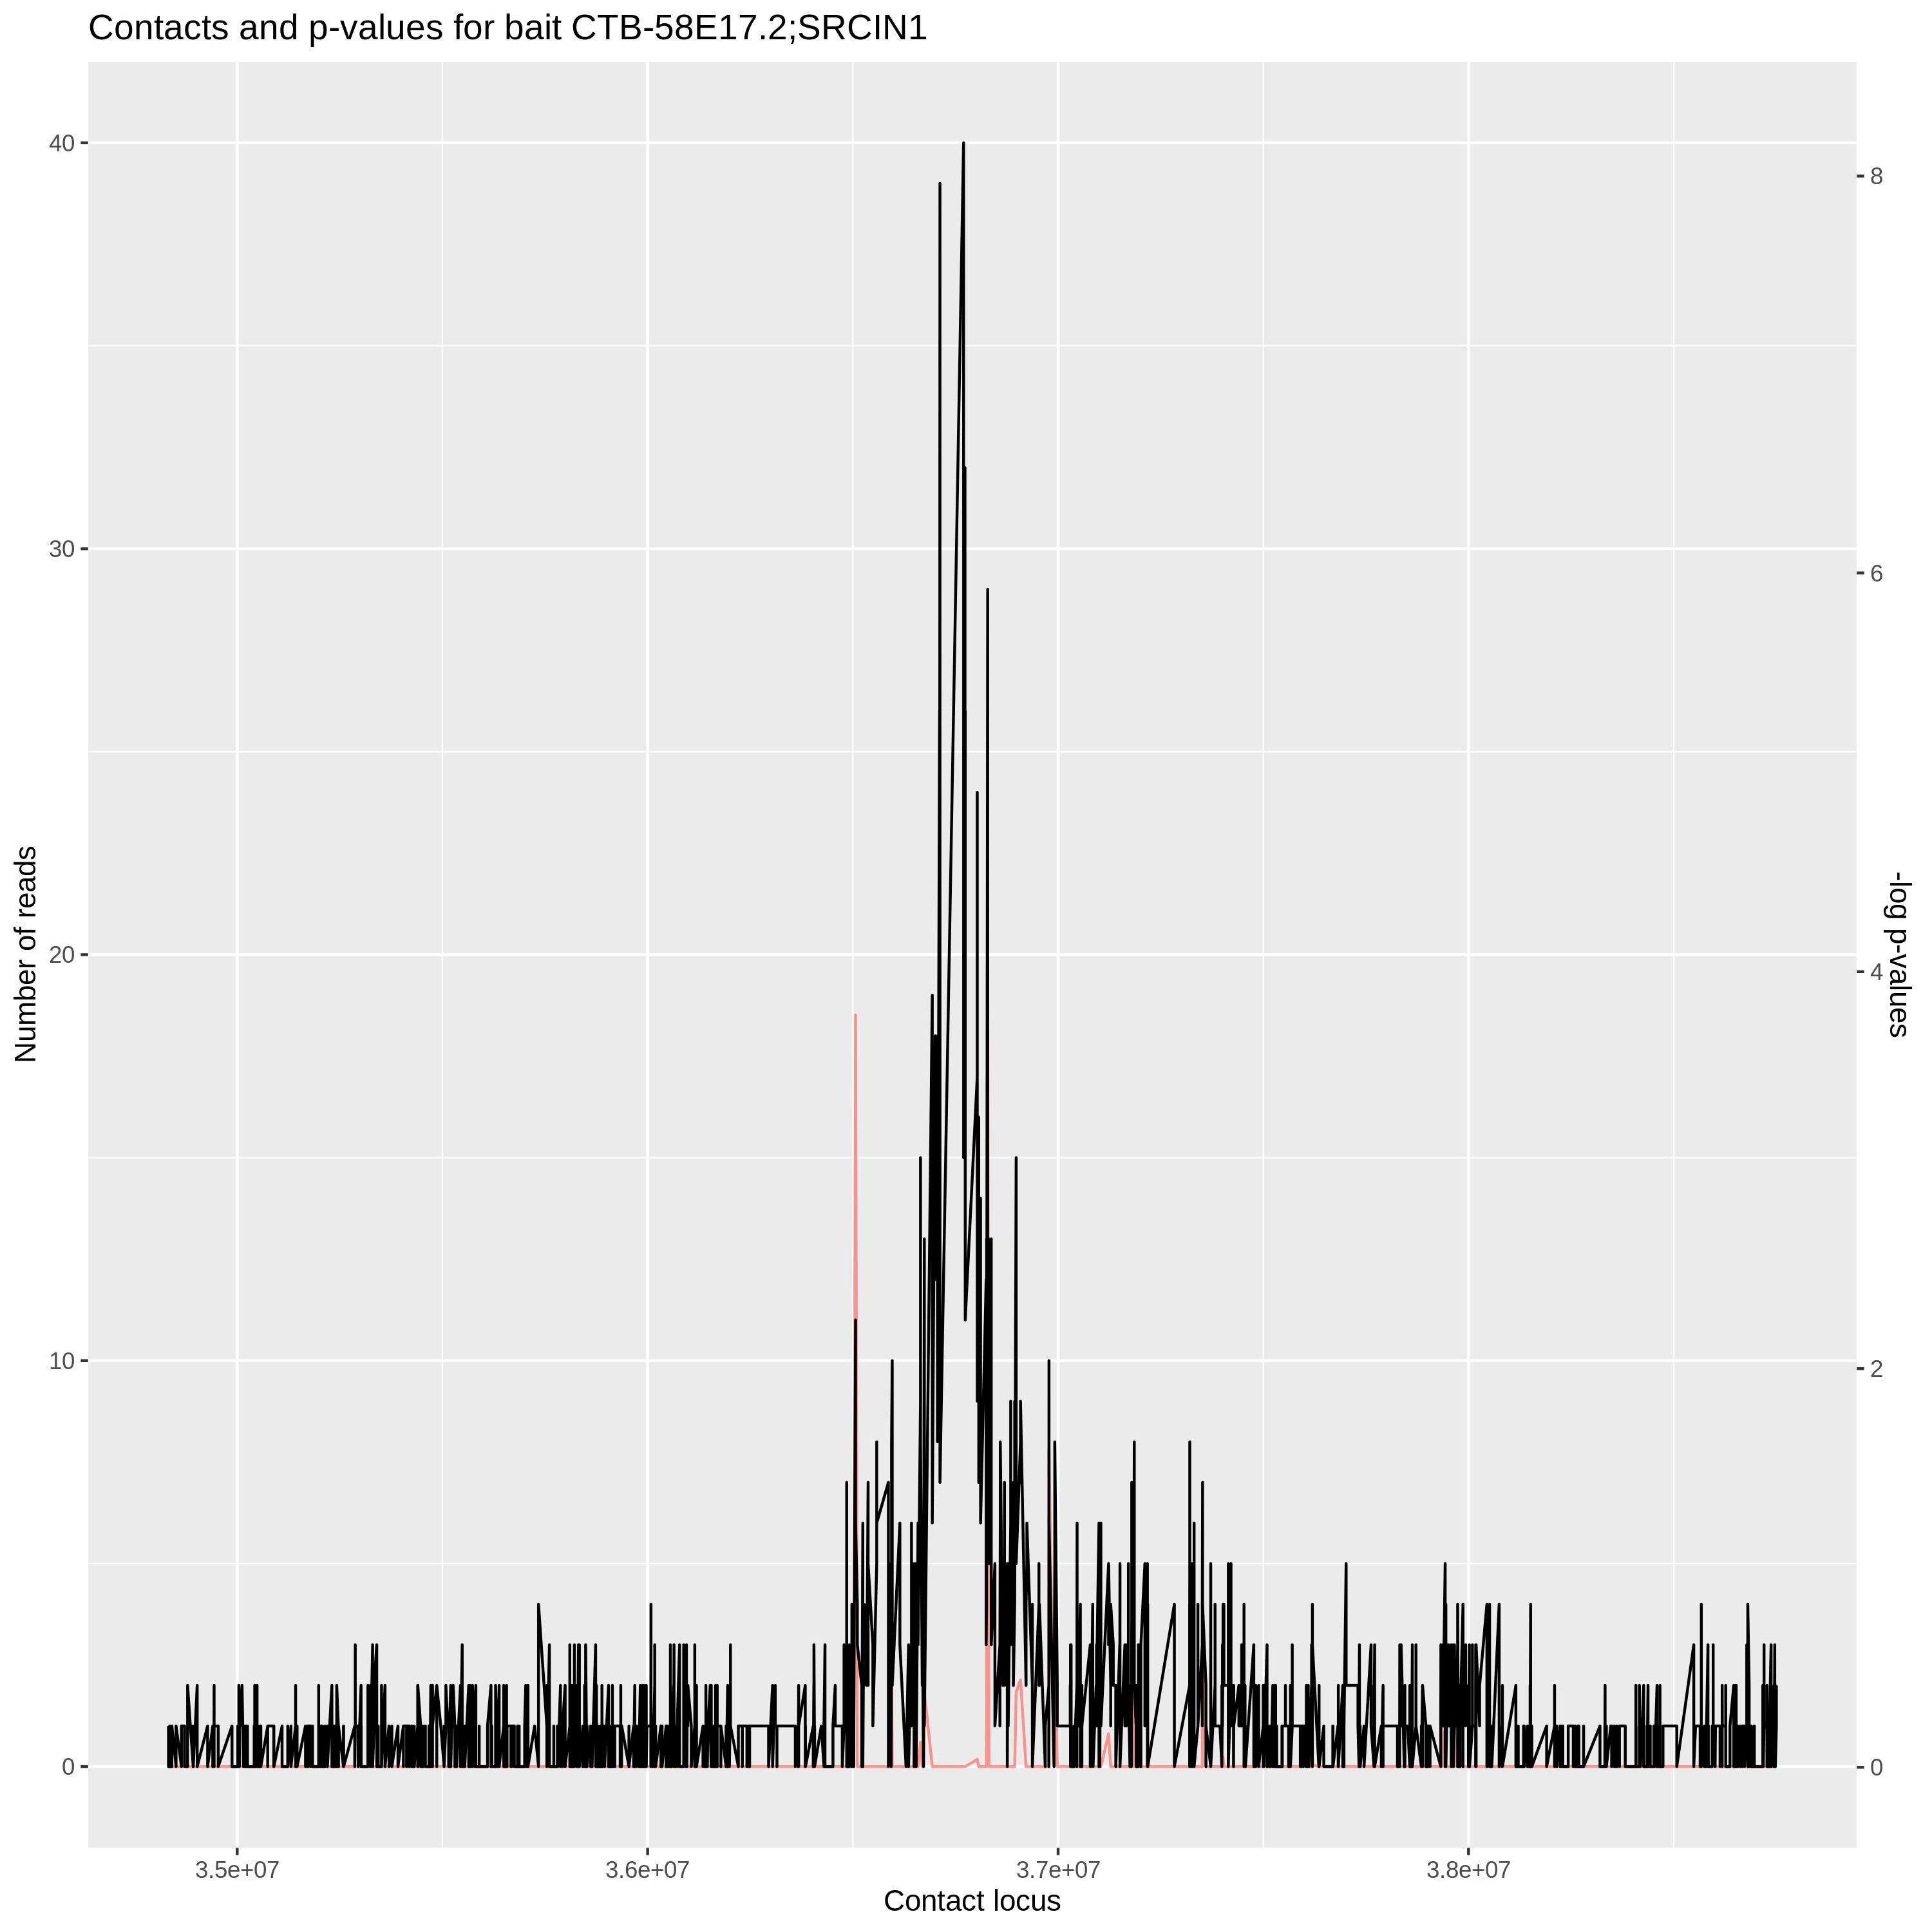 Contacts and p-values for bait CTB-58E17.2;SRCIN1
40
30
20
10
0
Number of reads
8
6
4
2
0
-log p-values
3.5e+07 3.6e+07 3.7e+07 3.8e+07
Contact locus